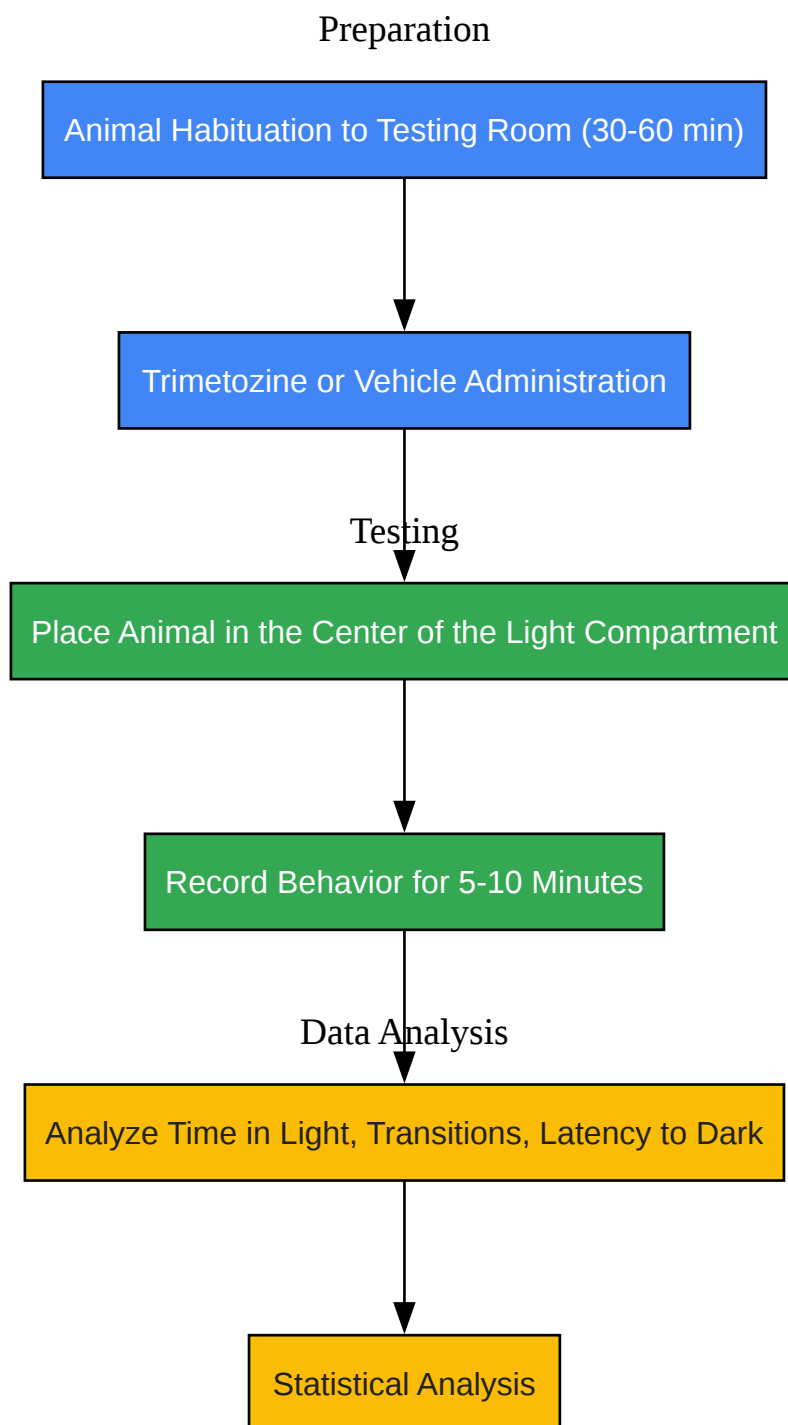 Preparation
Animal Habituation to Testing Room (30-60 min)
Trimetozine or Vehicle Administration
Testing
Place Animal in the Center of the Light Compartment
Record Behavior for 5-10 Minutes
Data Analysis
Analyze Time in Light, Transitions, Latency to Dark
Statistical Analysis